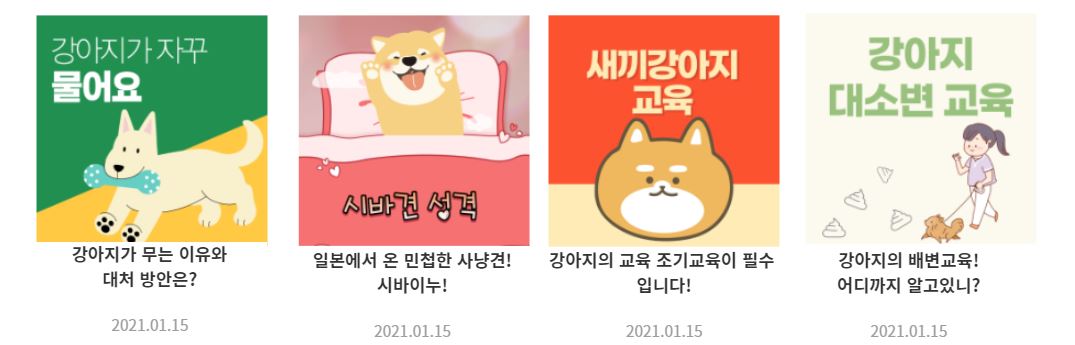 강아지가 자꾸
물어요
강아지가 무는 이유와
대처 방안은?
2021.01.15
시바견 성격
일본에서 온 민첩한 사냥견!
시바이누!
2021.01.15
새끼강아지
교육
강아지의 교육 조기교육이 필수
입니다!
2021.01.15
강아지
대소변 교육
강아지의 배변교육!
어디까지 알고있니?
2021.01.15